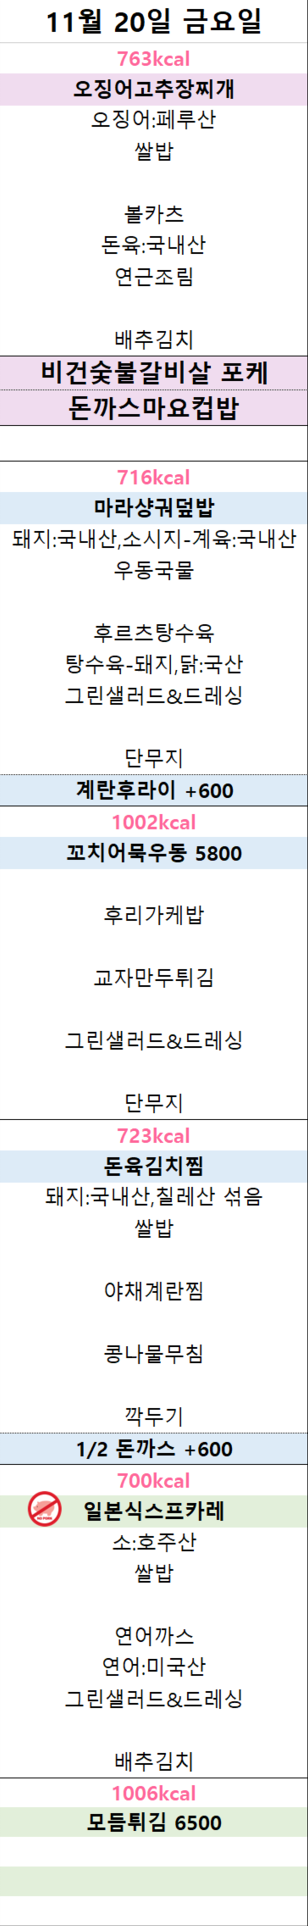 11월 20일 금요일
763kcal
오징어고추장찌개
오징어:페루산
쌀밥
볼카츠
돈육:국내산
연근조림
배추김치
비건숯불갈비살 포케
돈까스마요컵밥
716kcal
마라샹궈덮밥
돼지:국내산,소시지-계육:국내산
우동국물
후르츠탕수육
탕수육-돼지,닭:국산
그린샐러드&드레싱
단무지
계란후라이 +600
1002kcal
꼬치어묵우동 5800
후리가케밥
교자만두튀김
그린샐러드&드레싱
단무지
723kcal
돈육김치찜
돼지:국내산,칠레산 섞음
쌀밥
야채계란찜
콩나물무침
깍두기
1/2 돈까스 +600
700kcal
일본식스프카레
소:호주산
쌀밥
연어까스
연어:미국산
그린샐러드&드레싱
배추김치
1006kcal
모듬튀김 6500